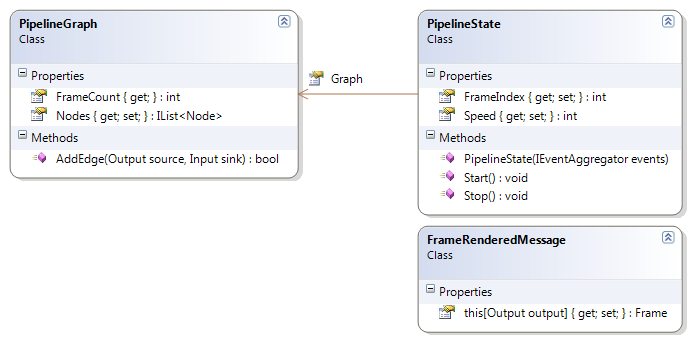 PipelineGraph
Class
Properties
FrameCount { get; } : int
Nodes { get; set; } : IList<Node>
Methods
AddEdge(Output source, Input sink) : bool
Graph
PipelineState
Class
Properties
FrameIndex { get; set; } : int
Speed { get; set; } : int
Methods
PipelineState(IEventAggregator events)
Start() : void
Stop() : void
FrameRenderedMessage
Class
Properties
this[Output output] { get; set; } : Frame